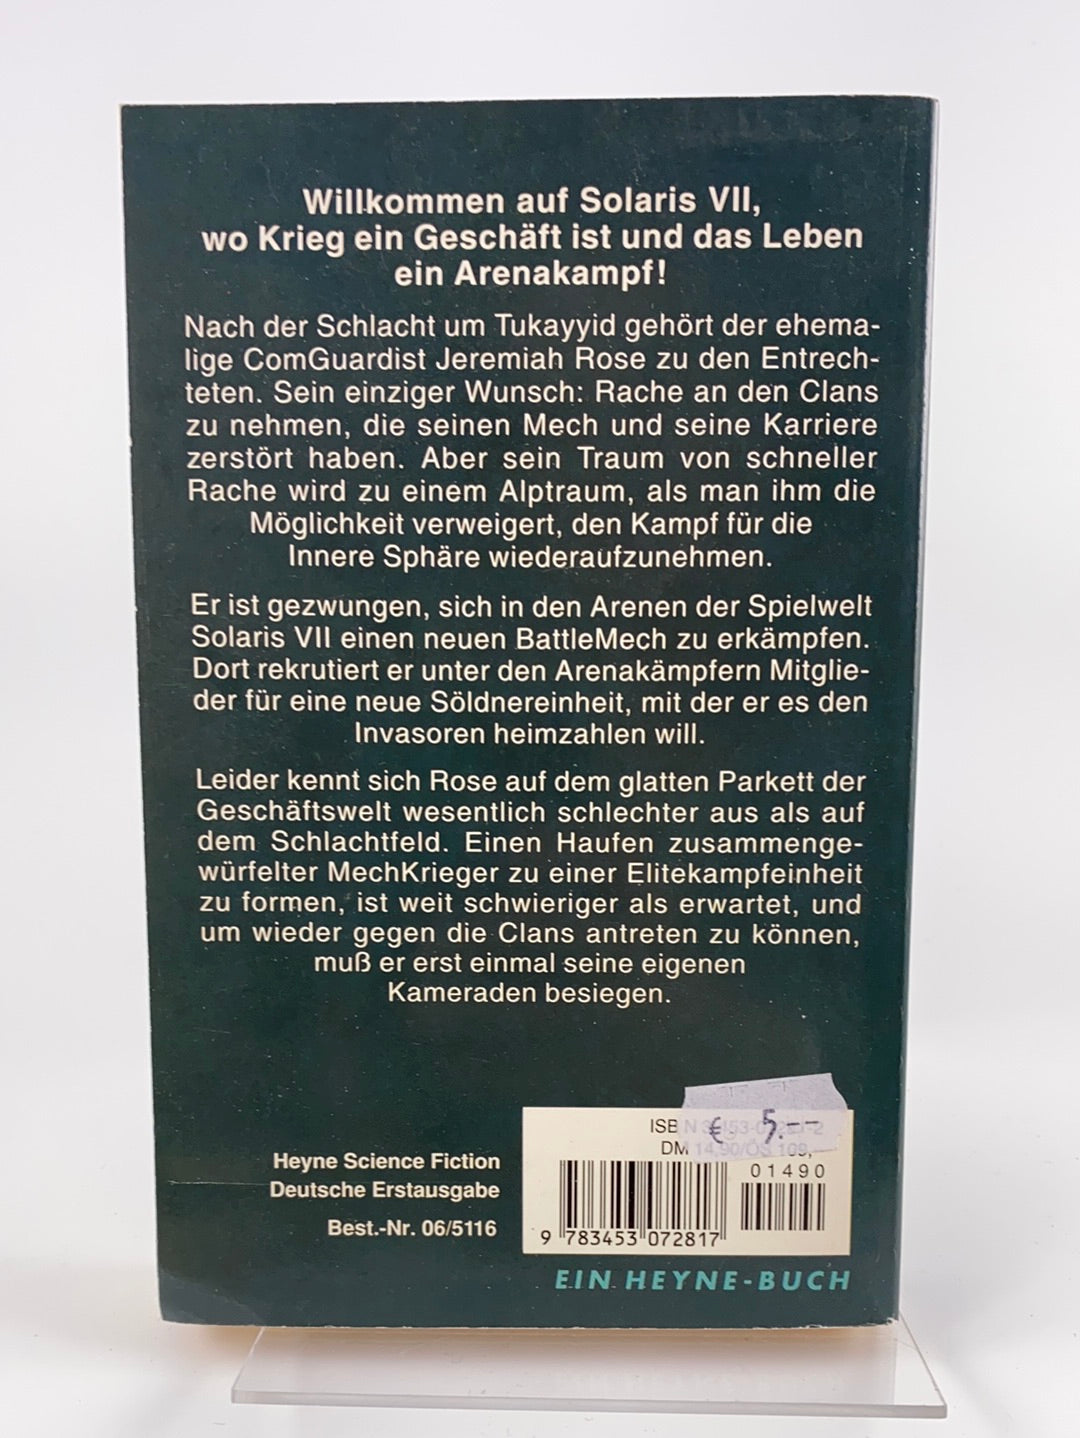 Willkommen auf Solaris VII,
wo Krieg ein Geschäft ist und das Leben
ein Arenakampf!
Nach der Schlacht um Tukayyid gehört der ehema-
lige ComGuardist Jeremiah Rose zu den Entrech-
teten. Sein einziger Wunsch: Rache an den Clans
zu nehmen, die seinen Mech und seine Karriere
zerstört haben. Aber sein Traum von schneller
Rache wird zu einem Alptraum, als man ihm die
Möglichkeit verweigert, den Kampf für die
Innere Sphäre wiederaufzunehmen.
Er ist gezwungen, sich in den Arenen der Spielwelt
Solaris VII einen neuen BattleMech zu erkämpfen.
Dort rekrutiert er unter den Arenakämpfern Mitglie-
der für eine neue Söldnereinheit, mit der er es den
Invasoren heimzahlen will.
Leider kennt sich Rose auf dem glatten Parkett der
Geschäftswelt wesentlich schlechter aus als auf
dem Schlachtfeld. Einen Haufen zusammenge-
würfelter MechKrieger zu einer Elitekampfeinheit
zu formen, ist weit schwieriger als erwartet, und
um wieder gegen die Clans antreten zu können,
muß er erst einmal seine eigenen
Kameraden besiegen.
Heyne Science Fiction
Deutsche Erstausgabe
Best.-Nr. 06/5116
ISBN
€ 5.--
DM 14,90/ÖS 109,
01490
9 783453 072817
EIN HEYNE-BUCH